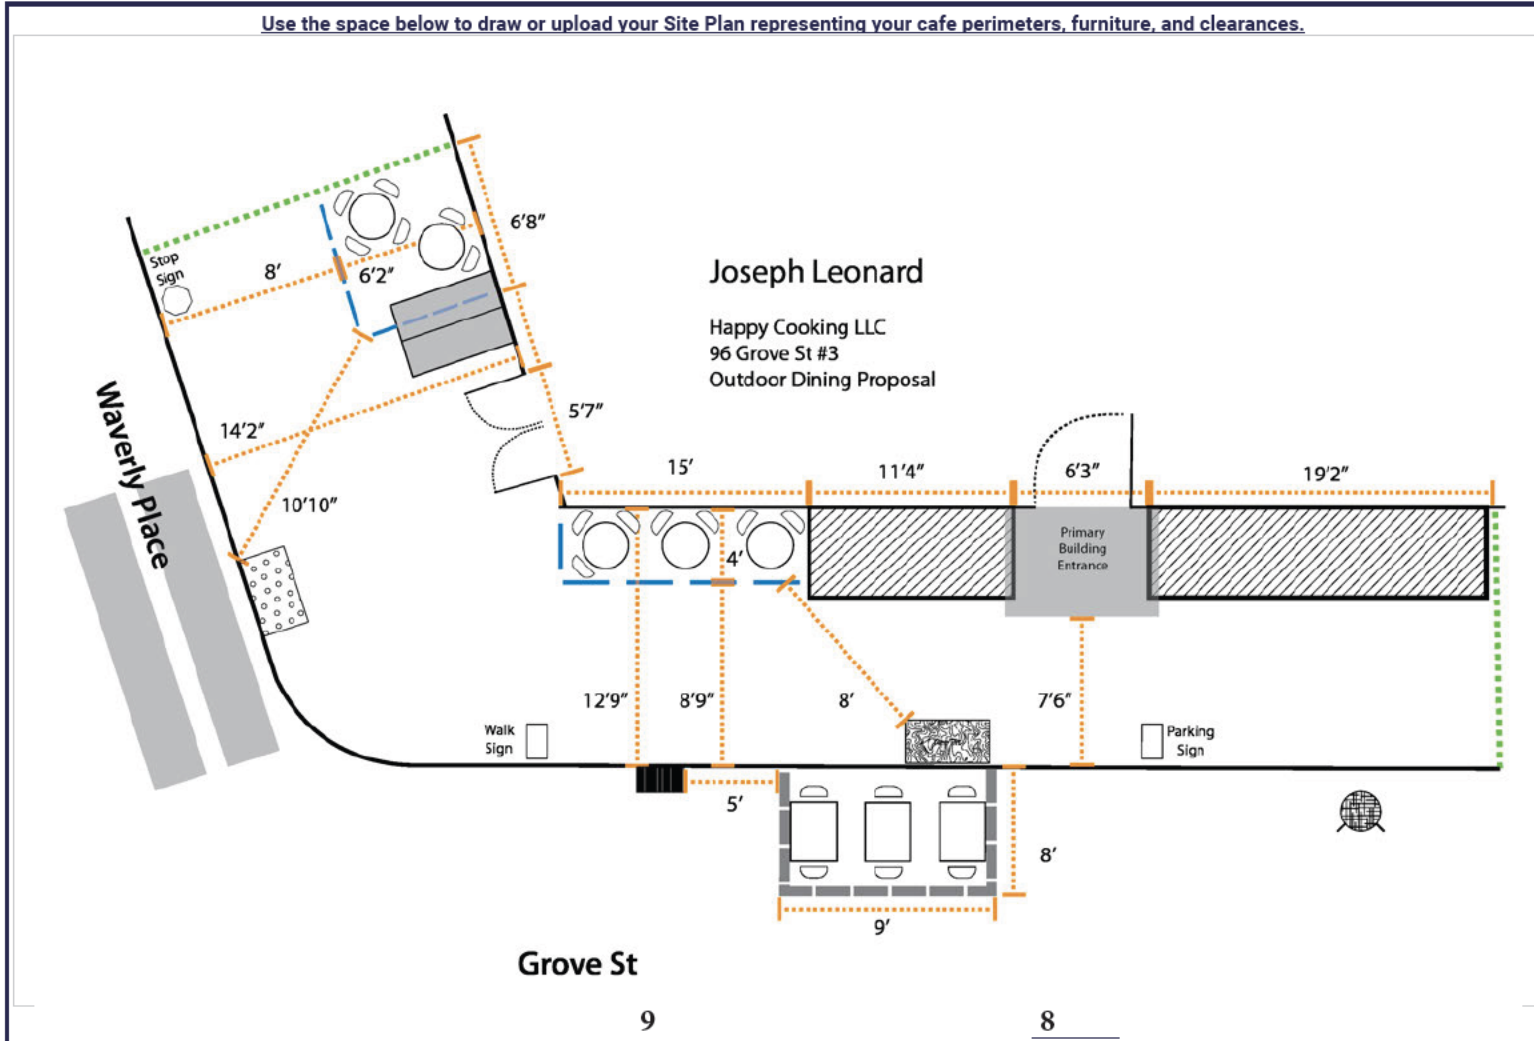 Use the space below to draw or upload your Site Plan representing your cafe perimeters, furniture, and clearances.
Stop
Sign
8'
6'2"
6'8"
Joseph Leonard
Happy Cooking LLC
96 Grove St #3
Outdoor Dining Proposal
Waverly Place
14'2"
5'7"
10'10"
15'
11'4"
6'3"
19'2"
4'
Primary
Building
Entrance
12'9"
8'9"
8'
7'6"
Walk
Sign
Parking
Sign
5'
8'
9'
Grove St
9
8